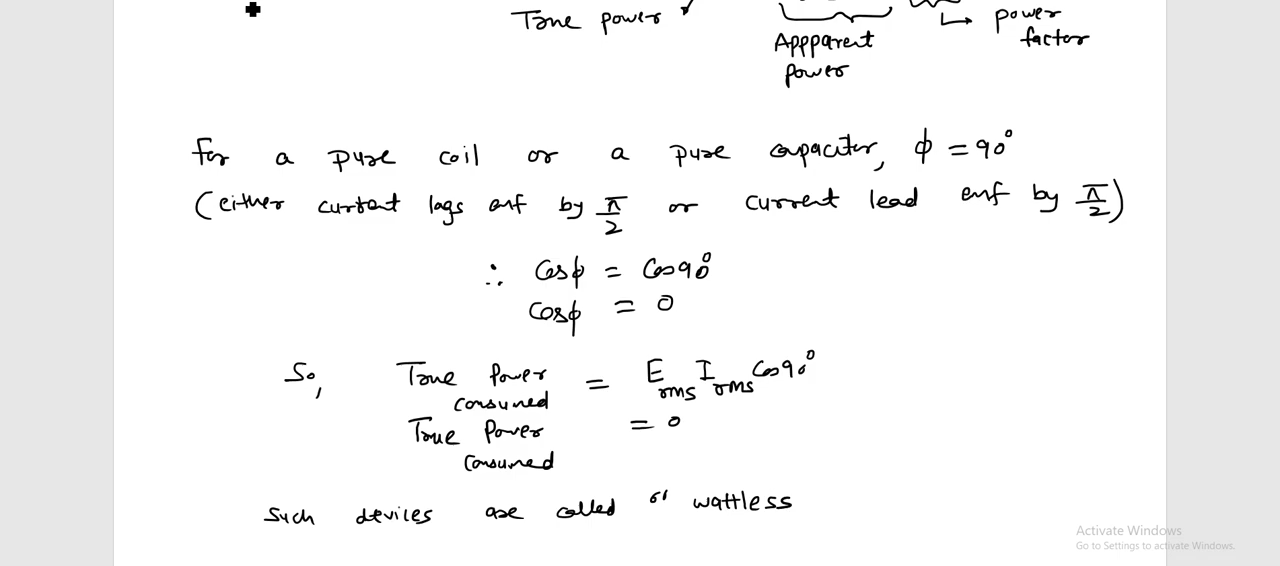 True power
power
Appparent
factor
power
For a pure coil or a pure capacitor, ϕ = 90°
(either current lags emf by π/2 or current lead emf by π/2)
∴ Cosϕ = Cos90°
Cosϕ = 0
So, True Power consumed = E rms I rms Cos90°
True Power consumed = 0
Such devices are called " wattless
Activate Windows
Go to Settings to activate Windows.